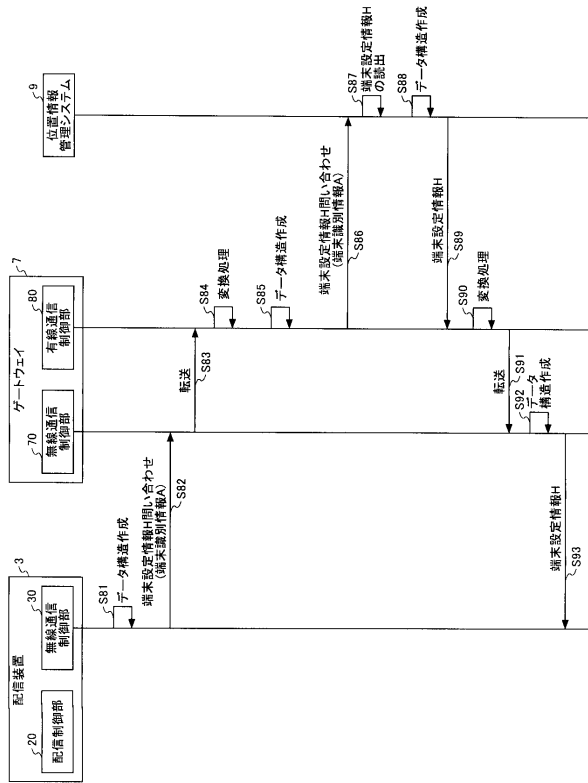 配信装置
3
20
配信制御部
30
無線通信
制御部
ゲートウェイ
7
70
無線通信
制御部
80
有線通信
制御部
9
位置情報
管理システム
S81
データ構造作成
端末設定情報H問い合わせ
(端末識別情報A)
S82
転送
S83
S84
変換処理
S85
データ構造作成
端末設定情報H問い合わせ
(端末識別情報A)
S86
S87
端末設定情報H
の読出
S88
データ構造作成
端末設定情報H
S89
S90
変換処理
転送
S91
S92
データ
構造作成
端末設定情報H
S93